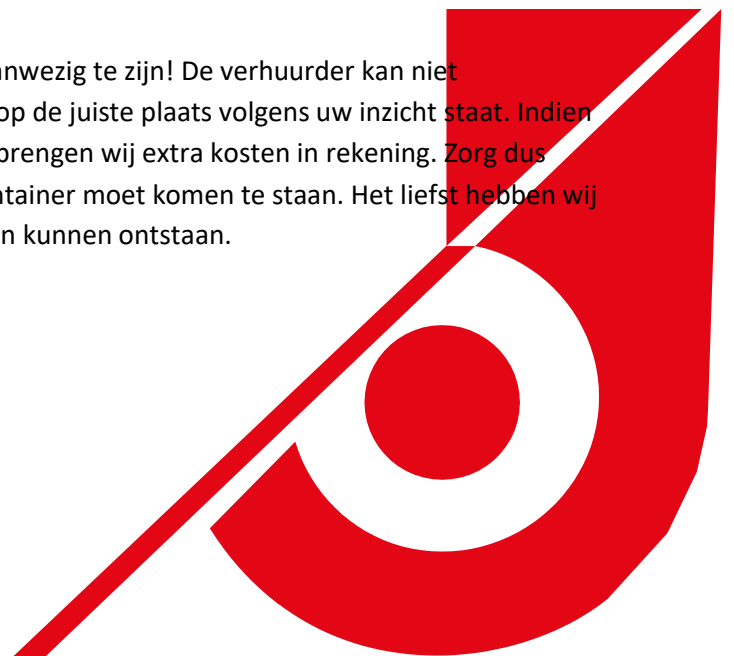 anwezig te zijn! De verhuurder kan niet
op de juiste plaats volgens uw inzicht staat. Indien
brengen wij extra kosten in rekening. Zorg dus
ntainer moet komen te staan. Het liefst hebben wij
n kunnen ontstaan.